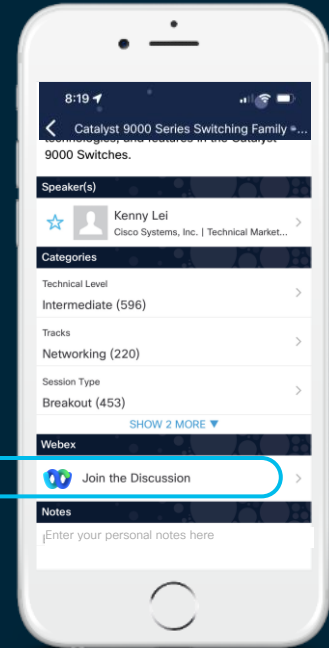 8:19
Catalyst 9000 Series Switching Family -...
technologies, and features in the Catalyst
9000 Switches.
Speaker(s)
Kenny Lei
Cisco Systems, Inc. | Technical Market...
Categories
Technical Level
Intermediate (596)
Tracks
Networking (220)
Session Type
Breakout (453)
SHOW 2 MORE ▼
Webex
Join the Discussion
Notes
Enter your personal notes here